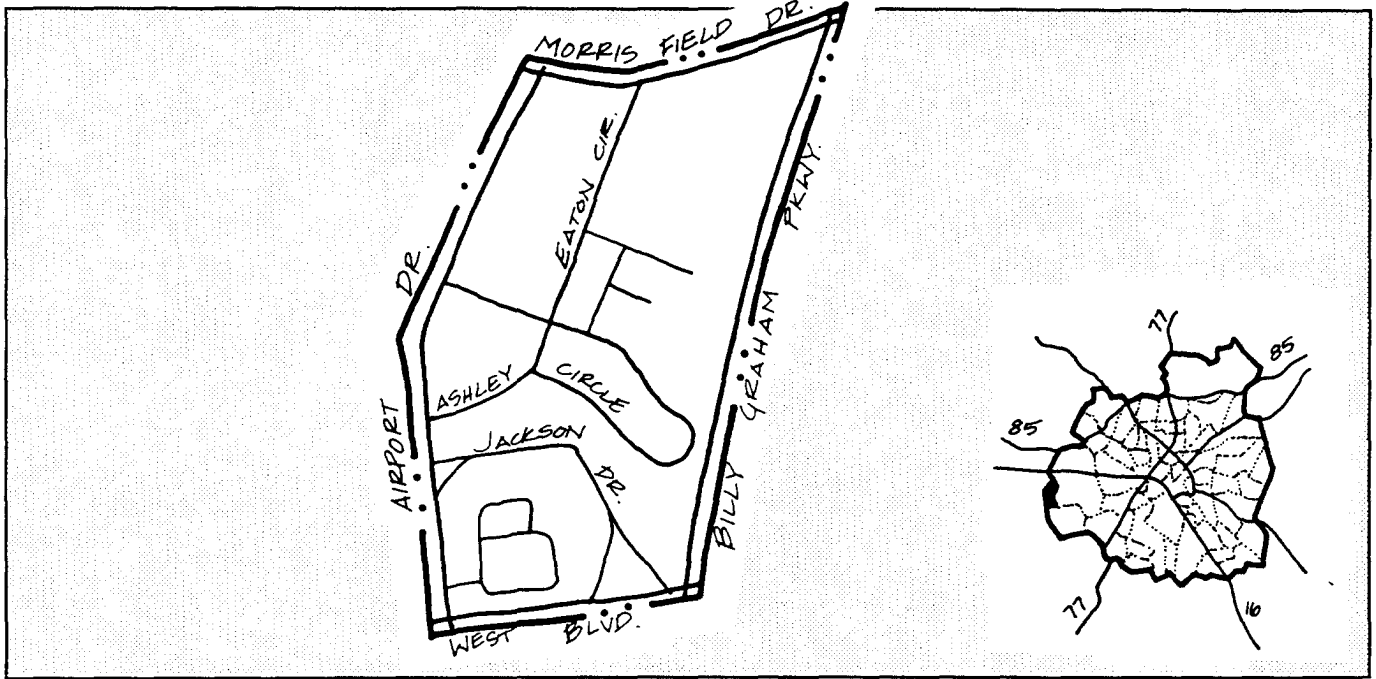 MORRIS FIELD DR.
EATON CIR.
BILLY GRAHAM PKWY.
AIRPORT DR.
ASHLEY CIRCLE
JACKSON DR.
WEST BLVD.
77
85
85
77
16